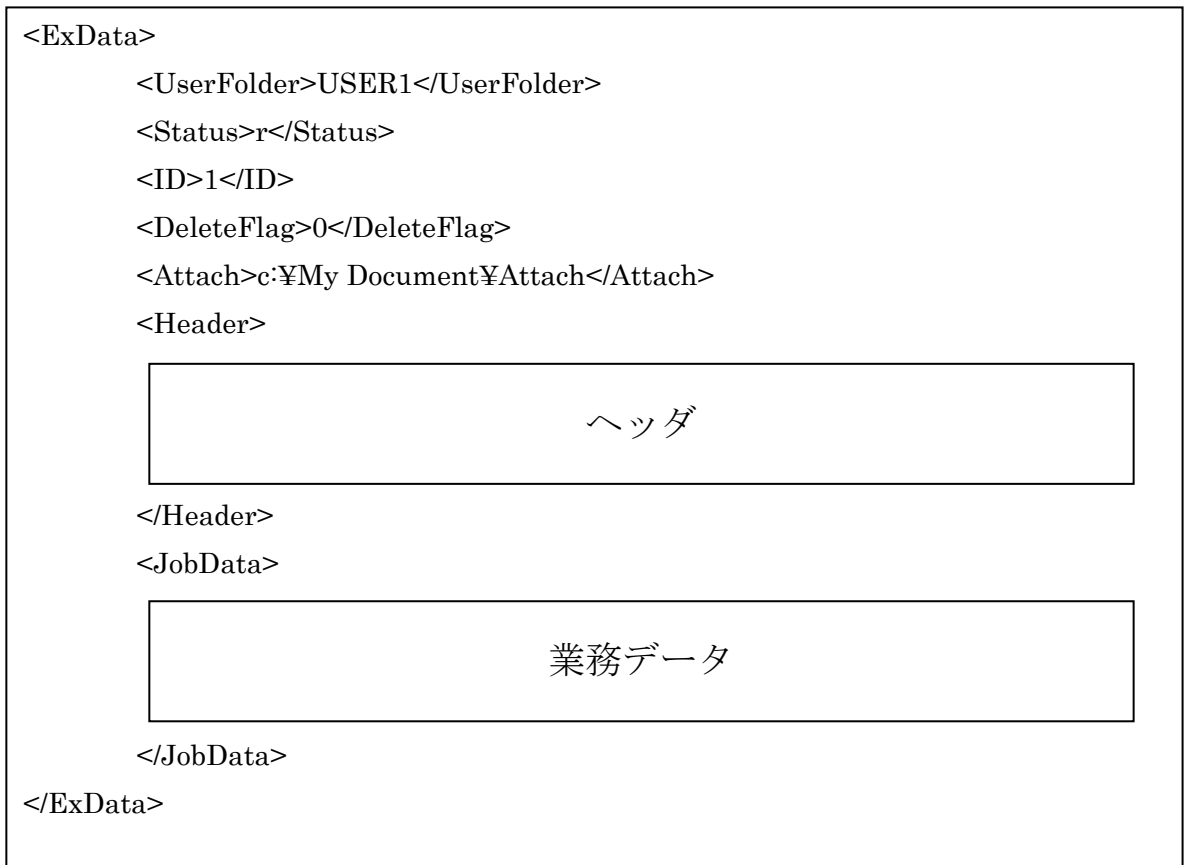 <ExData>
<UserFolder>USER1</UserFolder>
<Status>r</Status>
<ID>1</ID>
<DeleteFlag>0</DeleteFlag>
<Attach>c:¥My Document¥Attach</Attach>
<Header>
ヘッダ
</Header>
<JobData>
業務データ
</JobData>
</ExData>